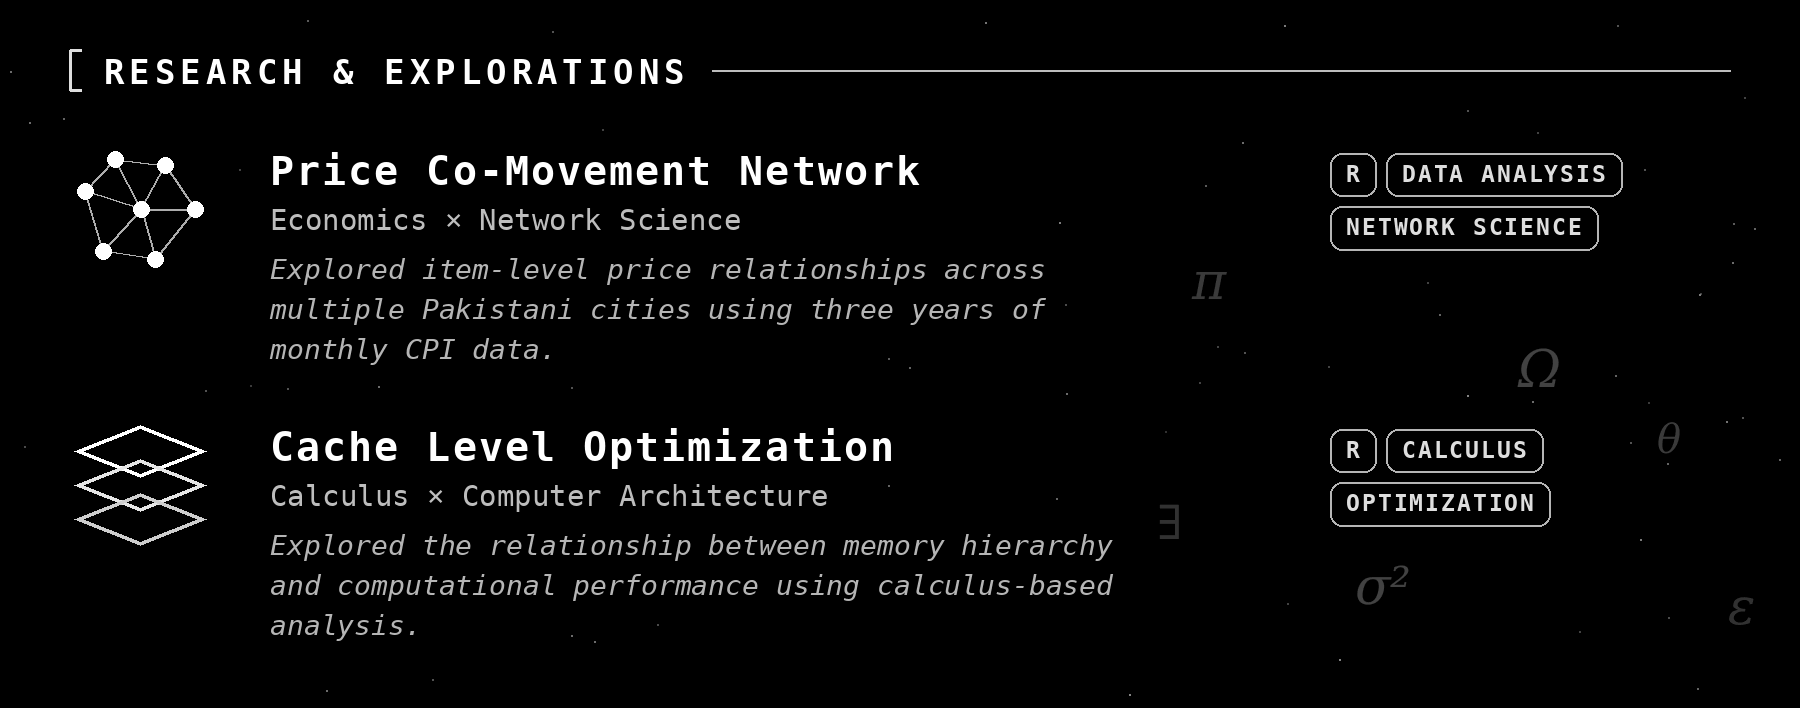 RESEARCH & EXPLORATIONS
Price Co-Movement Network
Economics × Network Science
Explored item-level price relationships across
multiple Pakistani cities using three years of
monthly CPI data.
R
DATA ANALYSIS
NETWORK SCIENCE
π
Ω
θ
Cache Level Optimization
Calculus × Computer Architecture
Explored the relationship between memory hierarchy
and computational performance using calculus-based
analysis.
R
CALCULUS
OPTIMIZATION
∃
σ²
ε